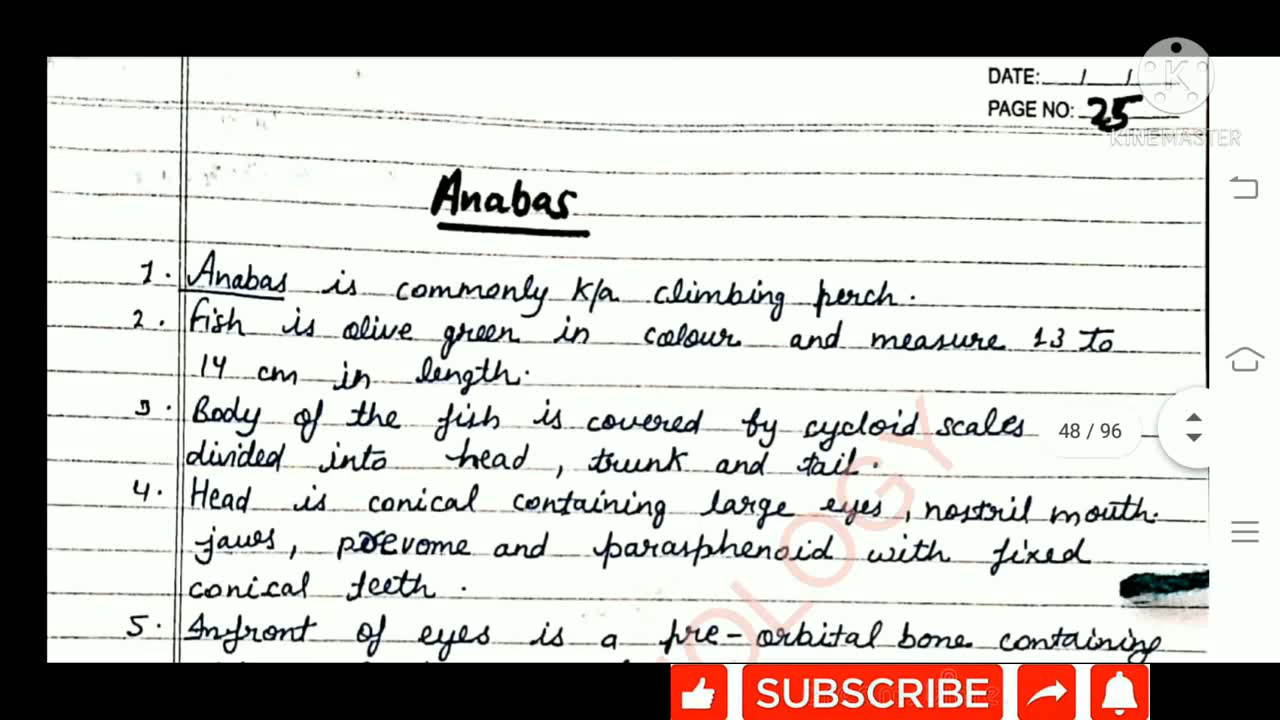 DATE: / /
PAGE NO: 25
K
KINEMASTER
Anabas
1. Anabas is commonly k/a climbing perch.
2. Fish is olive green in colour and measure 13 to
14 cm in length.
3. Body of the fish is covered by cycloid scales
divided into head, trunk and tail.
48 / 96
4. Head is conical containing large eyes, nostril mouth.
jaws, prevome and parasphenoid with fixed
conical teeth.
5. Infront of eyes is a pre-orbital bone containing
OLOGY
SUBSCRIBE